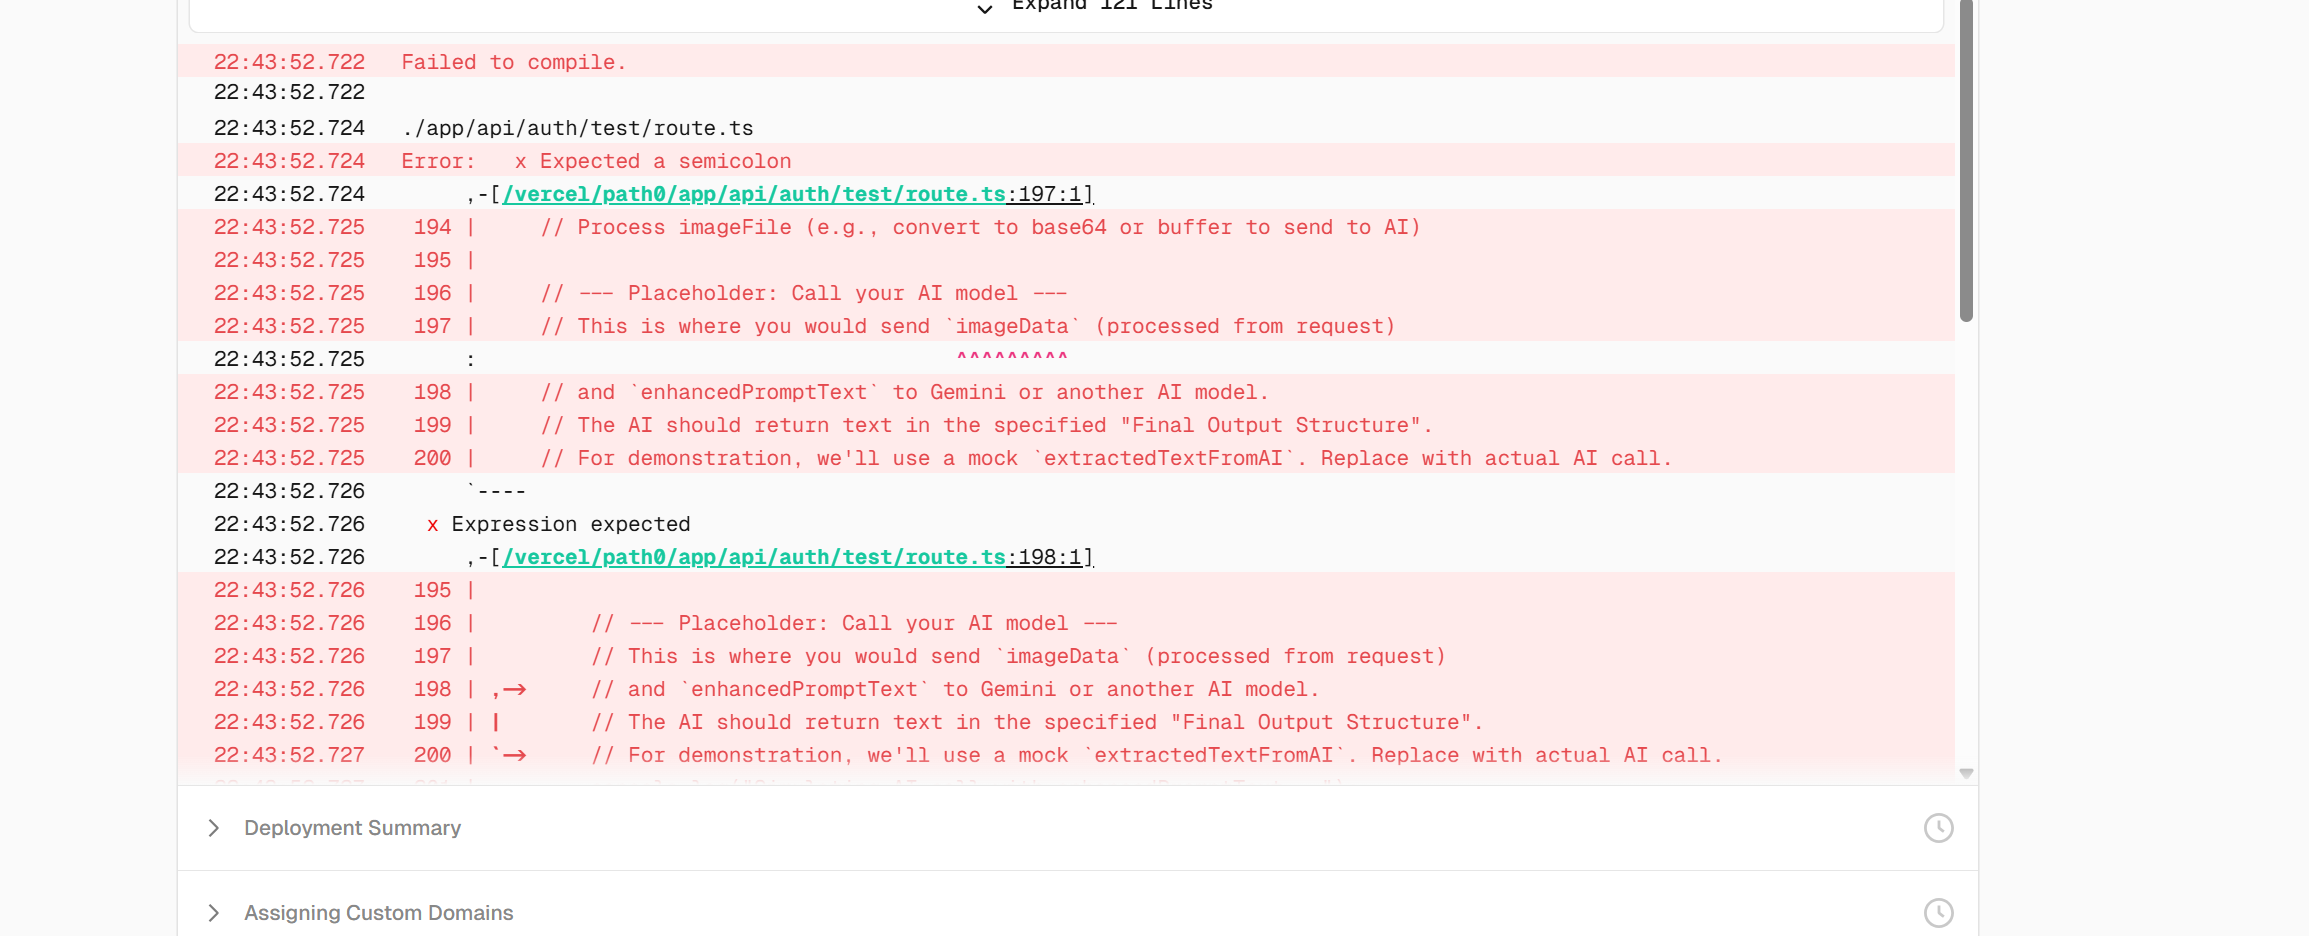 Expand 121 Lines
22:43:52.722 Failed to compile.
22:43:52.722
22:43:52.724 ./app/api/auth/test/route.ts
22:43:52.724 Error:   x Expected a semicolon
22:43:52.724 ,-[/vercel/path0/app/api/auth/test/route.ts:197:1]
22:43:52.725 194 |     // Process imageFile (e.g., convert to base64 or buffer to send to AI)
22:43:52.725 195 |
22:43:52.725 196 |     // --- Placeholder: Call your AI model ---
22:43:52.725 197 |     // This is where you would send `imageData` (processed from request)
22:43:52.725 :                                      ^^^^^^^^^
22:43:52.725 198 |     // and `enhancedPromptText` to Gemini or another AI model.
22:43:52.725 199 |     // The AI should return text in the specified "Final Output Structure".
22:43:52.725 200 |     // For demonstration, we'll use a mock `extractedTextFromAI`. Replace with actual AI call.
22:43:52.726 `----
22:43:52.726 x Expression expected
22:43:52.726 ,-[/vercel/path0/app/api/auth/test/route.ts:198:1]
22:43:52.726 195 |
22:43:52.726 196 |         // --- Placeholder: Call your AI model ---
22:43:52.726 197 |         // This is where you would send `imageData` (processed from request)
22:43:52.726 198 | ,->     // and `enhancedPromptText` to Gemini or another AI model.
22:43:52.726 199 | |       // The AI should return text in the specified "Final Output Structure".
22:43:52.727 200 | `->     // For demonstration, we'll use a mock `extractedTextFromAI`. Replace with actual AI call.
Deployment Summary
Assigning Custom Domains